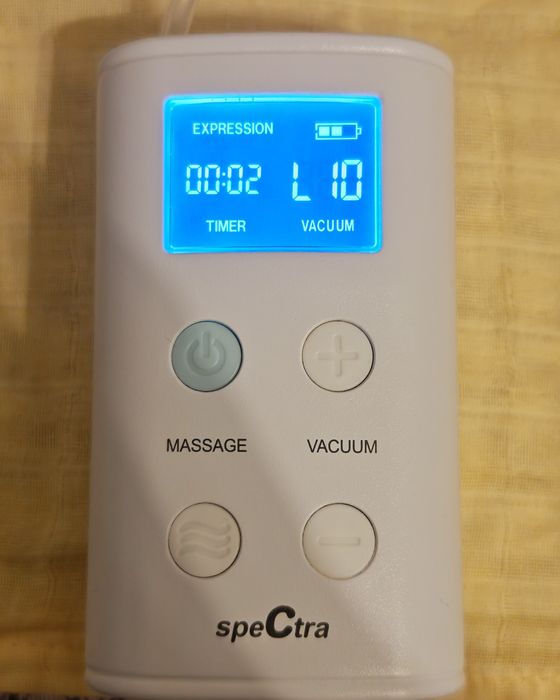 EXPRESSION
00:02 L 10
TIMER VACUUM
MASSAGE VACUUM
speCtra